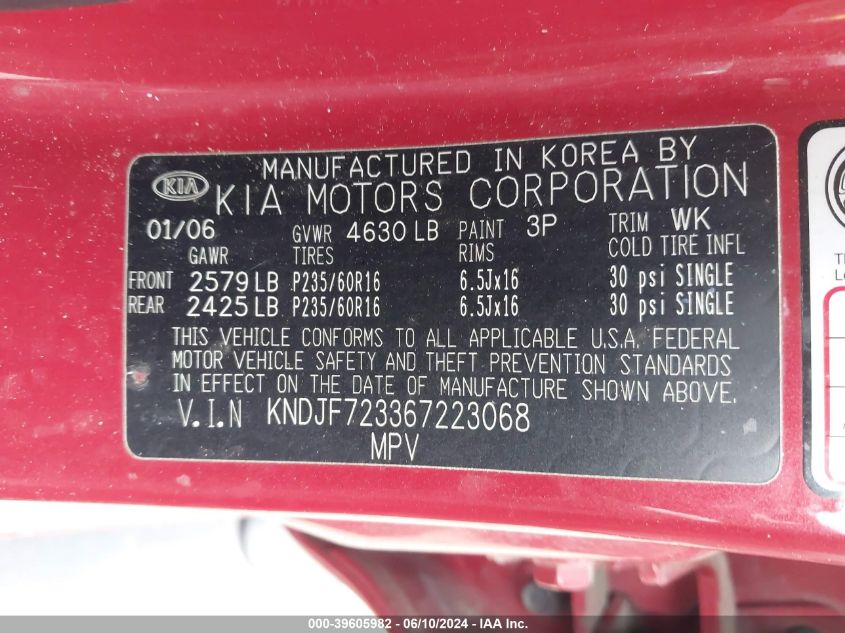 MANUFACTURED IN KOREA BY
KIA KIA MOTORS CORPORATION
01/06 GVWR 4630 LB PAINT 3P TRIM WK
GAWR TIRES RIMS COLD TIRE INFL
FRONT 2579 LB P235/60R16 6.5Jx16 30 psi SINGLE
REAR 2425 LB P235/60R16 6.5Jx16 30 psi SINGLE
THIS VEHICLE CONFORMS TO ALL APPLICABLE U.S.A. FEDERAL
MOTOR VEHICLE SAFETY AND THEFT PREVENTION STANDARDS
IN EFFECT ON THE DATE OF MANUFACTURE SHOWN ABOVE.
V.I.N KNDJF723367223068
MPV
000-39605982 - 06/10/2024 - IAAI.com